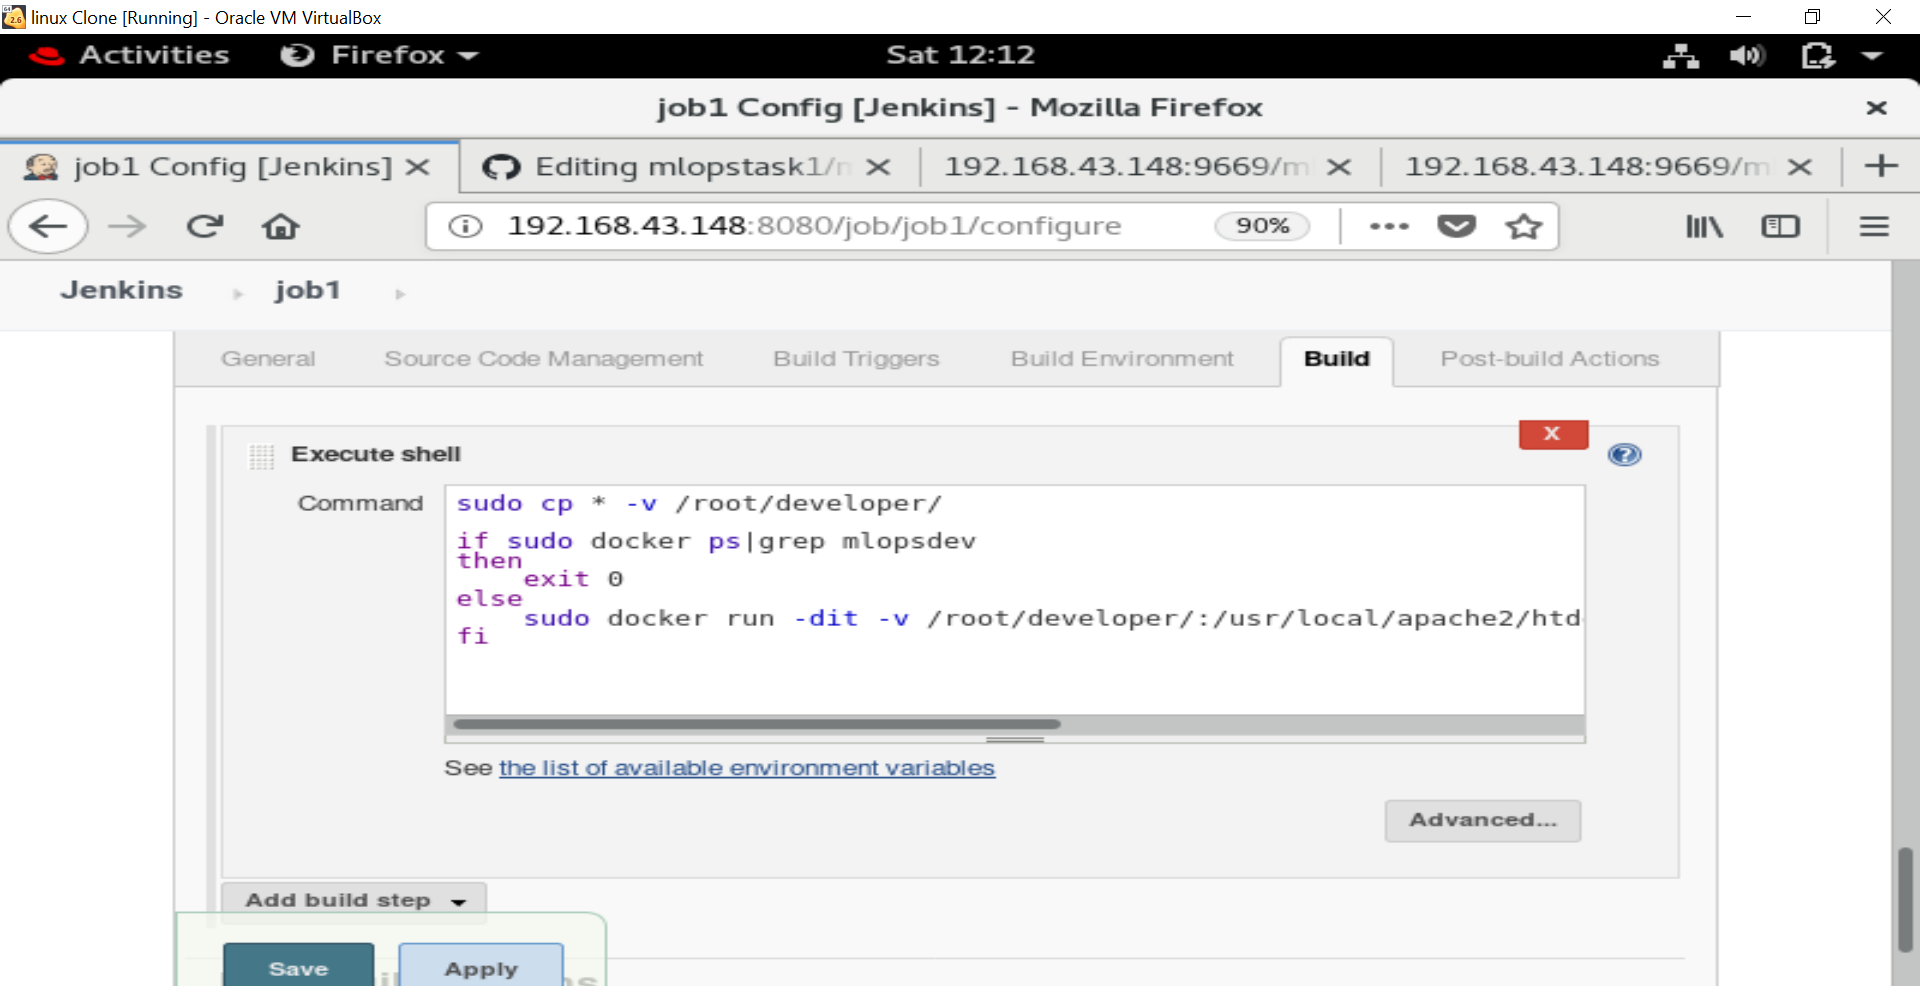 linux Clone [Running] - Oracle VM VirtualBox
Activities Firefox Sat 12:12
job1 Config [Jenkins] - Mozilla Firefox
job1 Config [Jenkins] Editing mlopstask1/ 192.168.43.148:9669/m 192.168.43.148:9669/m
192.168.43.148:8080/job/job1/configure 90%
Jenkins job1
General Source Code Management Build Triggers Build Environment Build Post-build Actions
X
Execute shell
Command
sudo cp * -v /root/developer/
if sudo docker ps|grep mlopsdev
then
exit 0
else
sudo docker run -dit -v /root/developer/:/usr/local/apache2/htd
fi
See the list of available environment variables
Advanced...
Add build step
Save Apply